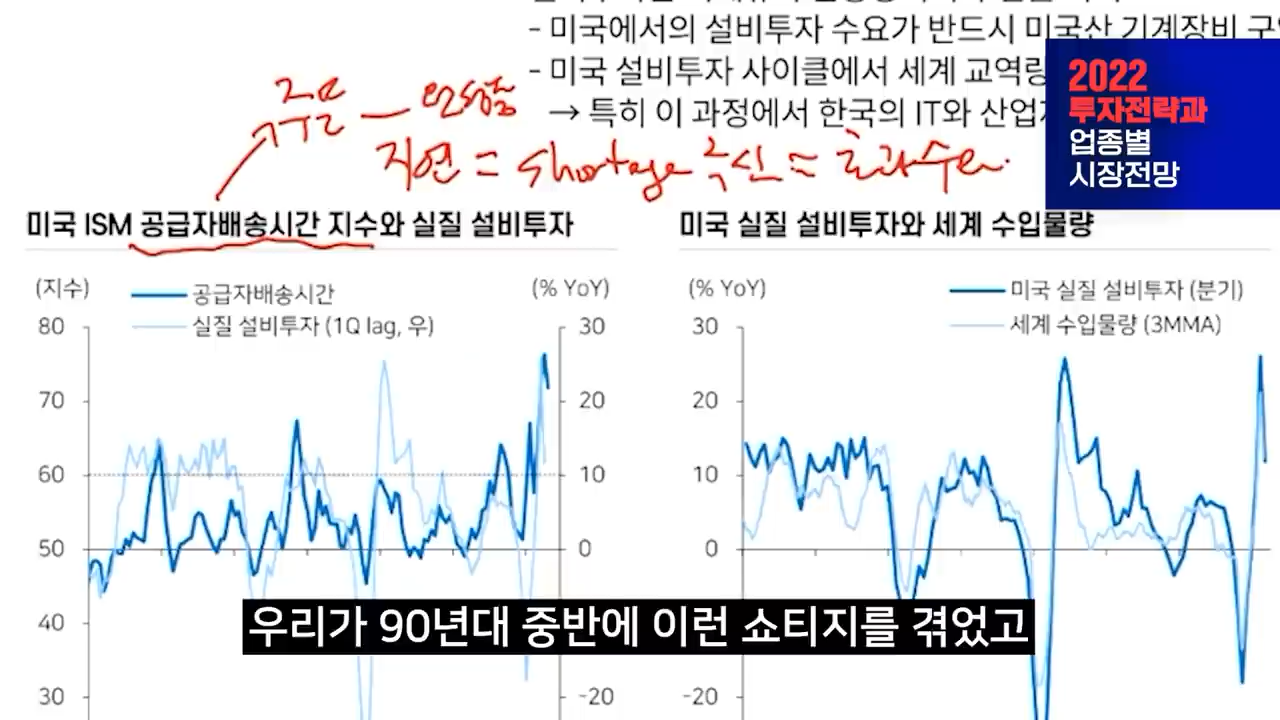 - 미국에서의 설비투자 수요가 반드시 미국산 기계장비 구
- 미국 설비투자 사이클에서 세계 교역량
→ 특히 이 과정에서 한국의 IT와 산업
2022
투자전략과
업종별
시장전망
주문 –
지연 = shortage 극심 = 초과수요.
미국 ISM 공급자배송시간 지수와 실질 설비투자
(지수)
공급자배송시간
실질 설비투자 (1Q lag, 우)
(% YoY)
80
70
60
50
40
30
30
20
10
0
-20
미국 실질 설비투자와 세계 수입물량
(% YoY)
미국 실질 설비투자 (분기)
세계 수입물량 (3MMA)
30
20
10
0
-20
우리가 90년대 중반에 이런 쇼티지를 겪었고